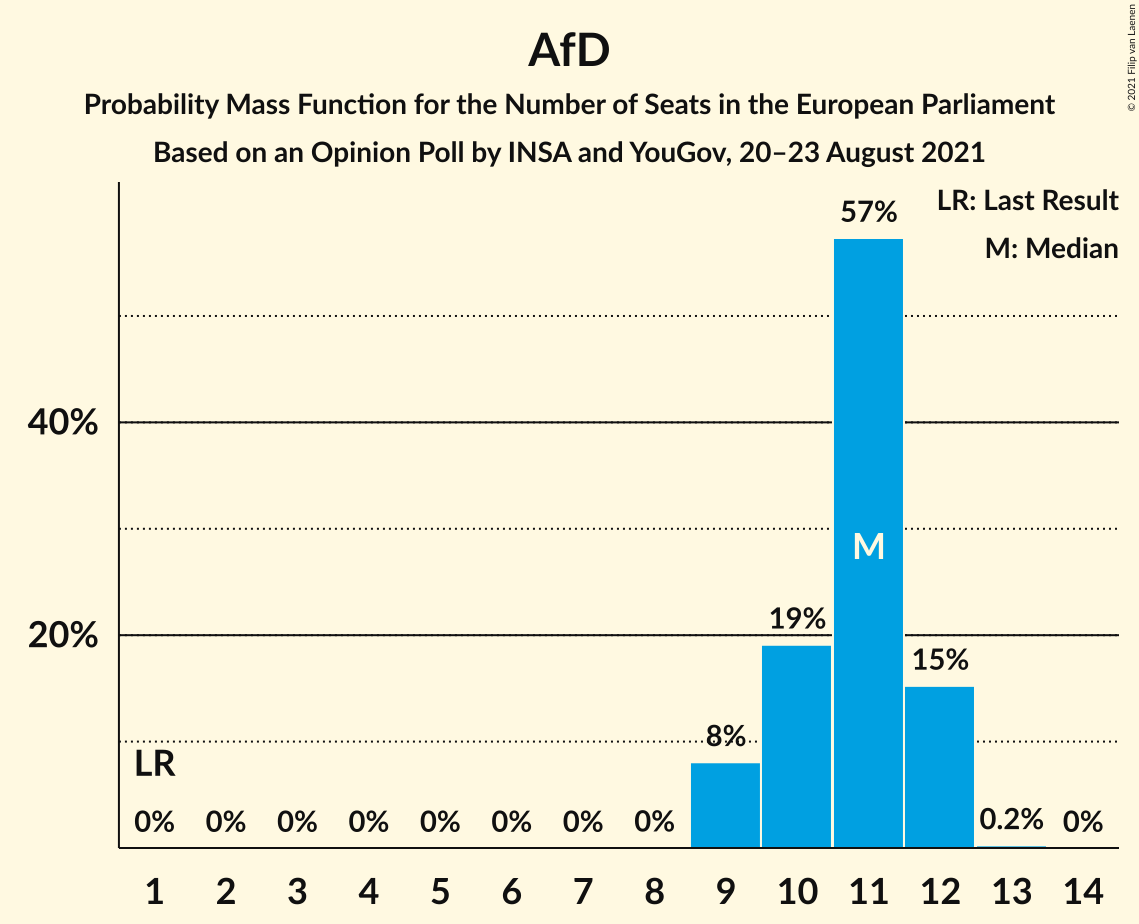 AfD
Probability Mass Function for the Number of Seats in the European Parliament
Based on an Opinion Poll by INSA and YouGov, 20–23 August 2021
© 2021 Filip van Laenen
LR: Last Result
M: Median
57%
40%
M
19%
20%
15%
8%
LR
0% 0% 0% 0% 0% 0% 0% 0% 0.2% 0%
1 2 3 4 5 6 7 8 9 10 11 12 13 14